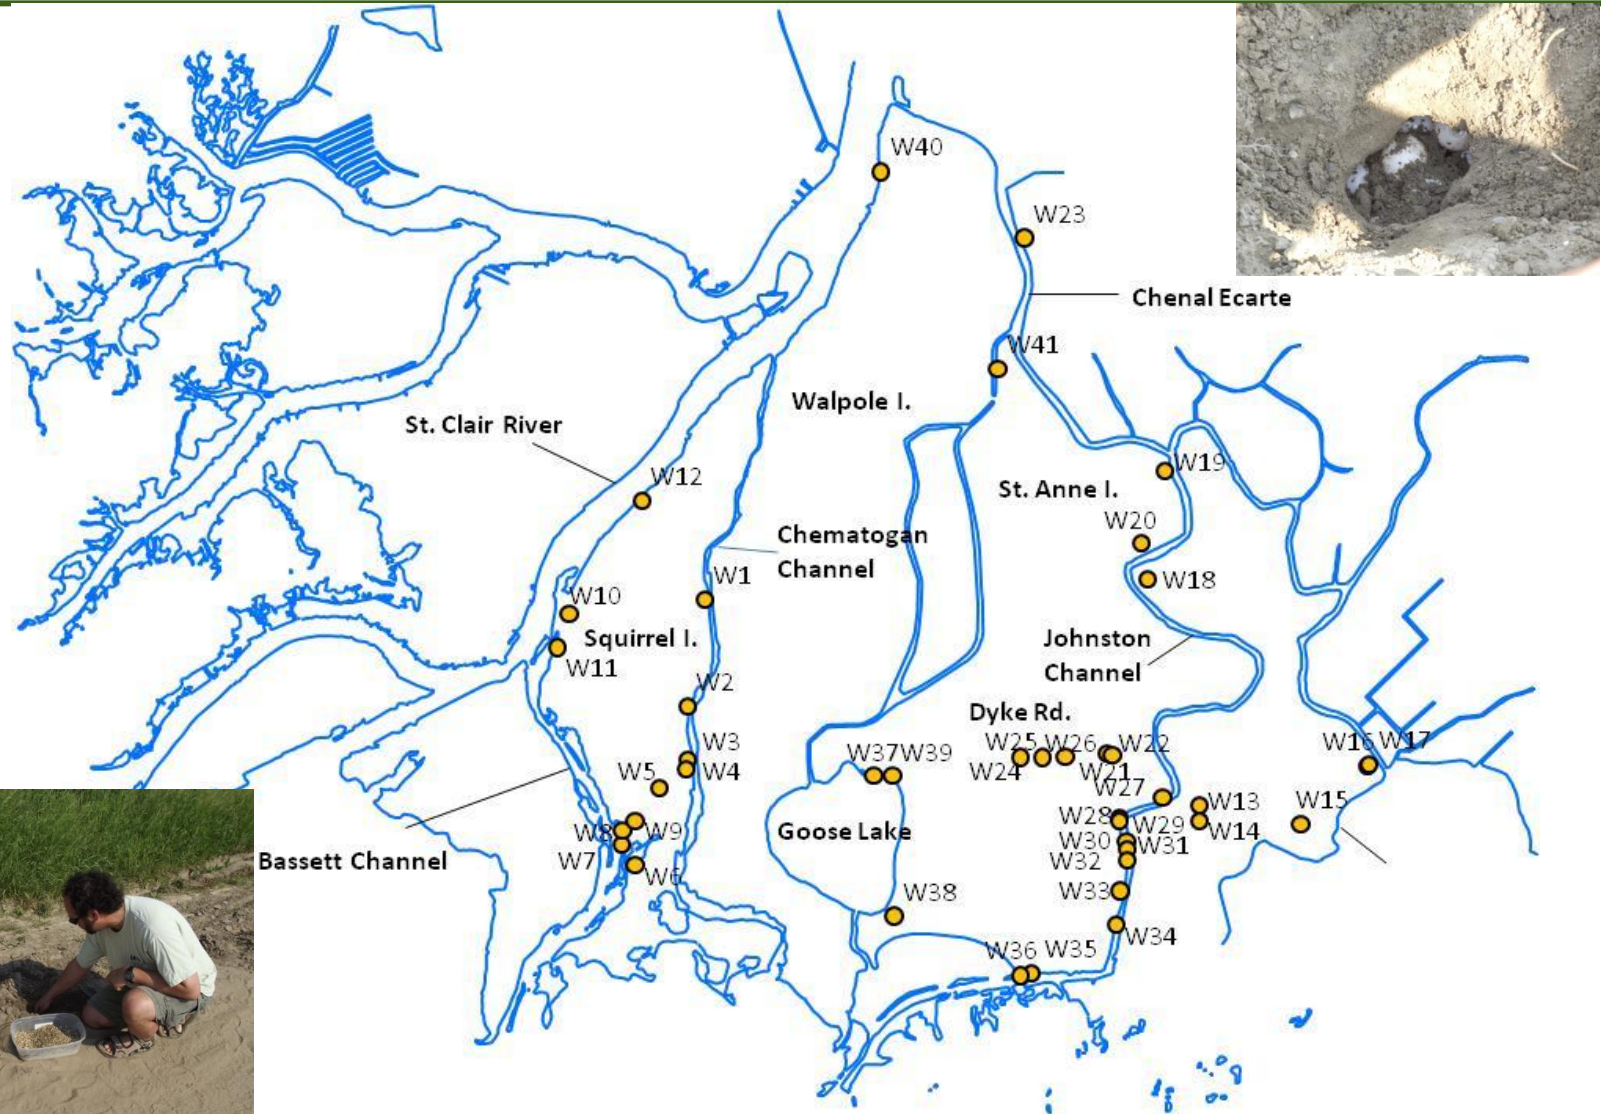 W40
W23
Chenal Ecarte
W41
Walpole I.
St. Clair River
W19
W12
St. Anne I.
W20
Chematogan
Channel
W1
W18
W10
Squirrel I.
Johnston
Channel
W11
W2
Dyke Rd.
W3
W25 W26 W22
W16 W17
W37 W39
W5 W4
W24 W21
W27
W13
W15
W28 W29
W14
W8 W9
Goose Lake
W30 W31
W7
W32
Bassett Channel
W6
W33
W38
W34
W36 W35